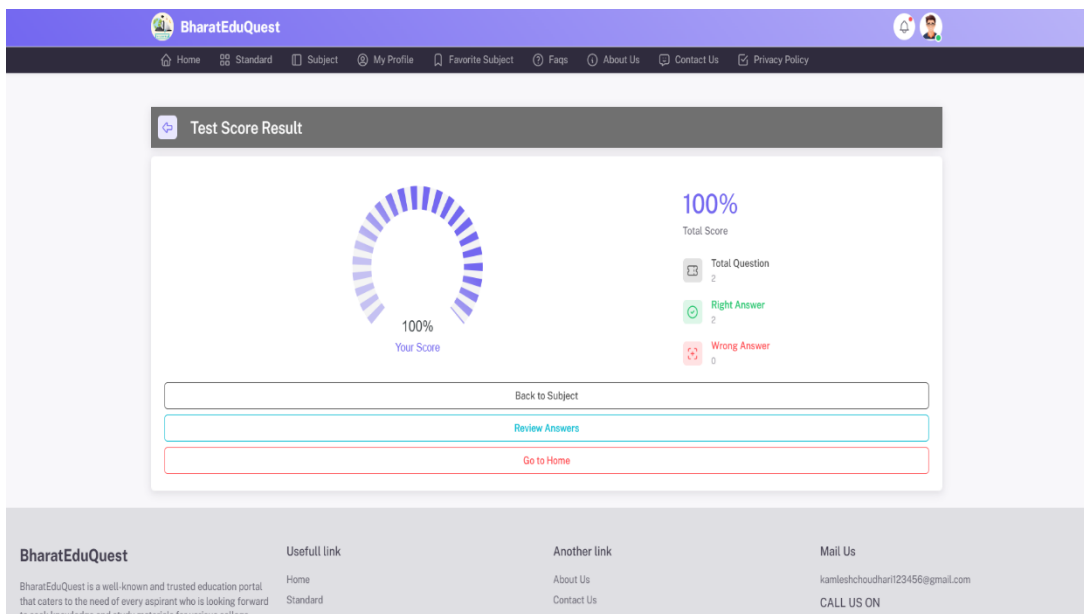 BharatEduQuest
Home Standard Subject My Profile Favorite Subject Faqs About Us Contact Us Privacy Policy
Test Score Result
100%
Your Score
100%
Total Score
Total Question
2
Right Answer
2
Wrong Answer
0
Back to Subject
Review Answers
Go to Home
BharatEduQuest
BharatEduQuest is a well-known and trusted education portal
that caters to the need of every aspirant who is looking forward
Usefull link
Home
Standard
Another link
About Us
Contact Us
Mail Us
kamleshchoudhari123456@gmail.com
CALL US ON